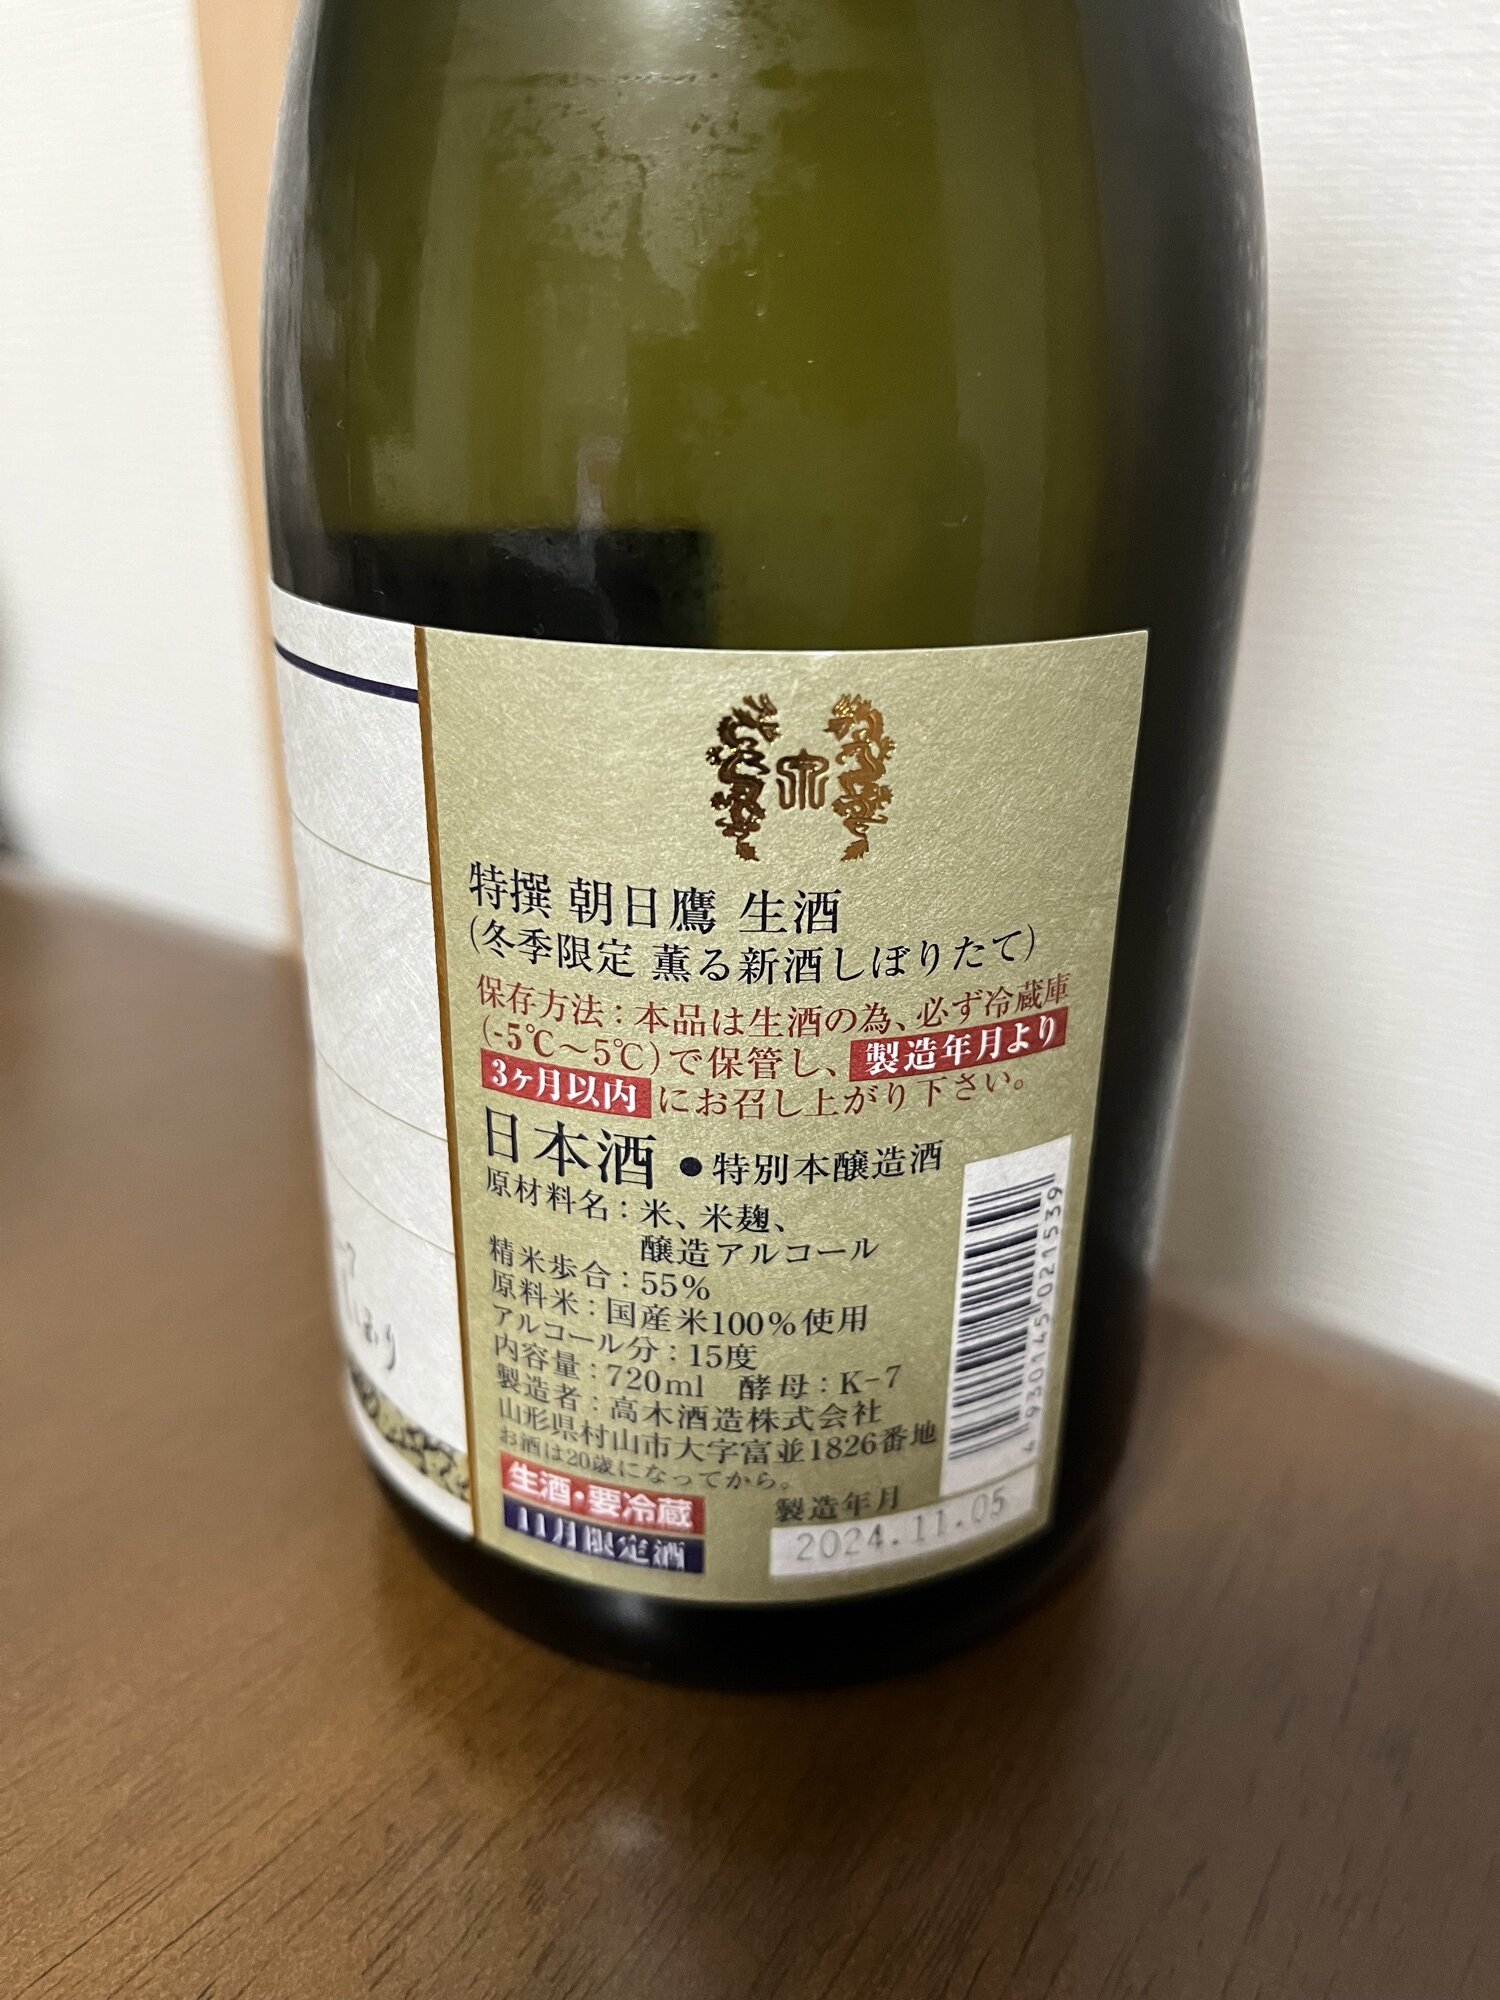 特撰 朝日鷹 生酒
(冬季限定 薫る新酒しぼりたて)
保存方法：本品は生酒の為、必ず冷蔵庫
(-5℃～5℃)で保管し、製造年月より
3ヶ月以内にお召し上がり下さい。
日本酒 ●特別本醸造酒
原材料名：米、米麹、
醸造アルコール
精米歩合：55%
原料米：国産米100%使用
アルコール分：15度
内容量：720ml 酵母：K-7
製造者：高木酒造株式会社
山形県村山市大字富並1826番地
お酒は20歳になってから。
生酒・要冷蔵
11月限定酒
製造年月
2024.11.05
4930145021539